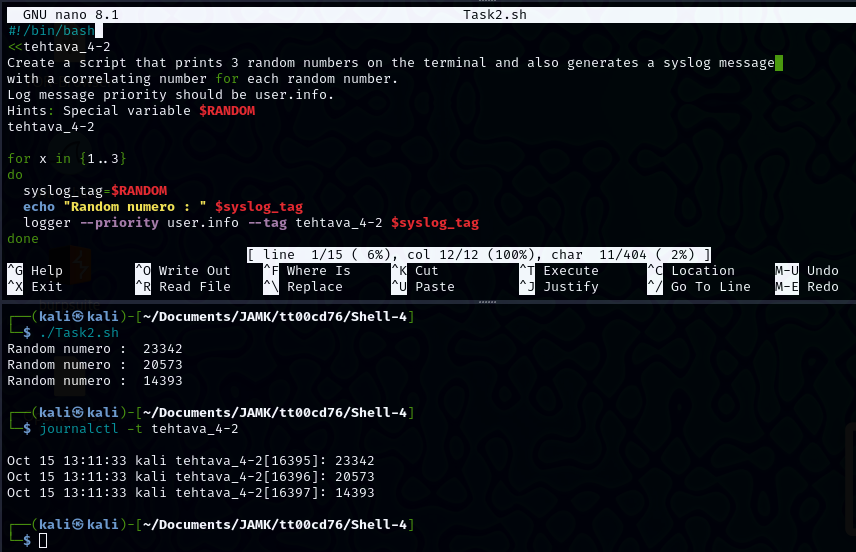 GNU nano 8.1 Task2.sh
#!/bin/bash
<<tehtava_4-2
Create a script that prints 3 random numbers on the terminal and also generates a syslog message
with a correlating number for each random number.
Log message priority should be user.info.
Hints: Special variable $RANDOM
tehtava_4-2
for x in {1..3}
do
syslog_tag=$RANDOM
echo "Random numero : " $syslog_tag
logger --priority user.info --tag tehtava_4-2 $syslog_tag
done
[ line 1/15 ( 6%), col 12/12 (100%), char 11/404 ( 2%) ]
^G Help ^O Write Out ^F Where Is ^K Cut ^T Execute ^C Location M-U Undo
^X Exit ^R Read File ^\ Replace ^U Paste ^J Justify ^/ Go To Line M-E Redo
┌──(kali㉿kali)-[~/Documents/JAMK/tt00cd76/Shell-4]
└─$ ./Task2.sh
Random numero :  23342
Random numero :  20573
Random numero :  14393
┌──(kali㉿kali)-[~/Documents/JAMK/tt00cd76/Shell-4]
└─$ journalctl -t tehtava_4-2
Oct 15 13:11:33 kali tehtava_4-2[16395]: 23342
Oct 15 13:11:33 kali tehtava_4-2[16396]: 20573
Oct 15 13:11:33 kali tehtava_4-2[16397]: 14393
┌──(kali㉿kali)-[~/Documents/JAMK/tt00cd76/Shell-4]
└─$